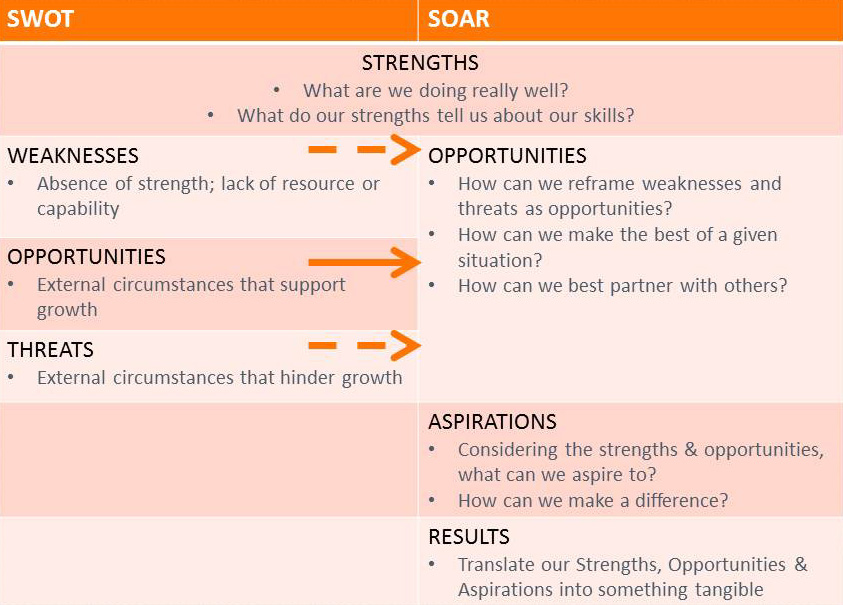 SWOT
SOAR
STRENGTHS
• What are we doing really well?
• What do our strengths tell us about our skills?
WEAKNESSES
• Absence of strength; lack of resource or
capability
OPPORTUNITIES
• External circumstances that support
growth
THREATS
• External circumstances that hinder growth
OPPORTUNITIES
• How can we reframe weaknesses and
threats as opportunities?
• How can we make the best of a given
situation?
• How can we best partner with others?
ASPIRATIONS
• Considering the strengths & opportunities,
what can we aspire to?
• How can we make a difference?
RESULTS
• Translate our Strengths, Opportunities &
Aspirations into something tangible